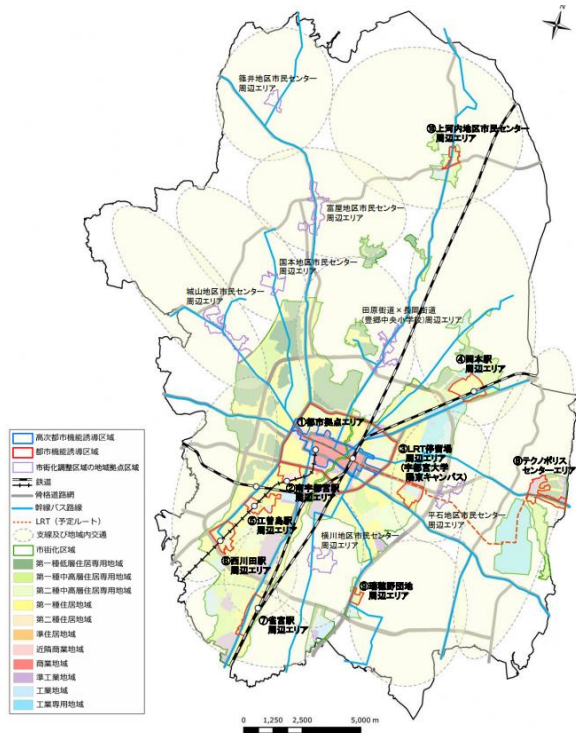 N
篠井地区市民センター
周辺エリア
⑩上河内地区市民センター
周辺エリア
富屋地区市民センター
周辺エリア
国本地区市民センター
周辺エリア
城山地区市民センター
周辺エリア
田原街道×長岡街道
(豊郷中央小学校)周辺エリア
④岡本駅
周辺エリア
①都市拠点エリア
③LRT停留場
周辺エリア
(宇都宮大学
陽東キャンパス)
⑧テクノポリス
センターエリア
②南宇都宮駅
周辺エリア
⑤江曽島駅
周辺エリア
平石地区市民センター
周辺エリア
横川地区市民センター
周辺エリア
⑥西川田駅
周辺エリア
⑨瑞穂野団地
周辺エリア
⑦雀宮駅
周辺エリア
高次都市機能誘導区域
都市機能誘導区域
市街化調整区域の地域拠点区域
鉄道
骨格道路網
幹線バス路線
LRT（予定ルート）
支線及び地域内交通
市街化区域
第一種低層住居専用地域
第一種中高層住居専用地域
第二種中高層住居専用地域
第一種住居地域
第二種住居地域
準住居地域
近隣商業地域
商業地域
準工業地域
工業地域
工業専用地域
0 1,250 2,500 5,000 m